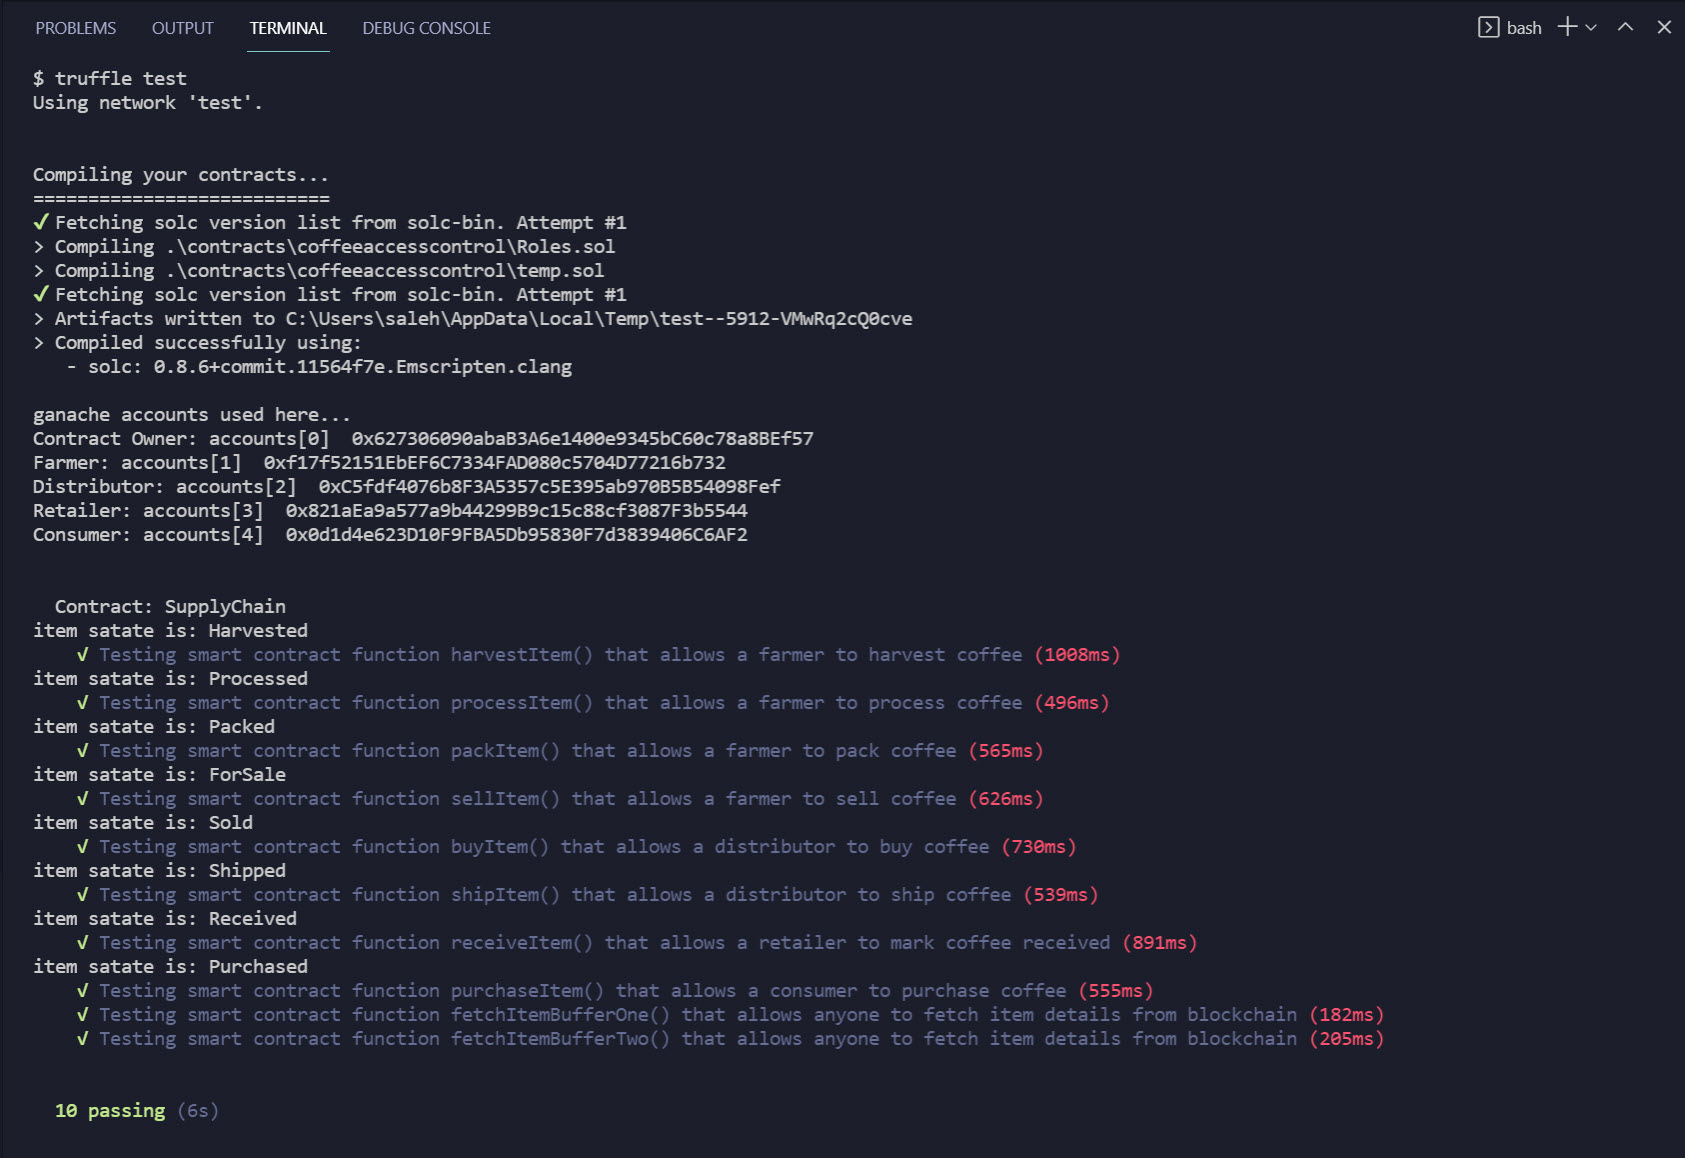 PROBLEMS OUTPUT TERMINAL DEBUG CONSOLE bash
$ truffle test
Using network 'test'.
Compiling your contracts...
===========================
✓ Fetching solc version list from solc-bin. Attempt #1
> Compiling .\contracts\coffeeaccesscontrol\Roles.sol
> Compiling .\contracts\coffeeaccesscontrol\temp.sol
✓ Fetching solc version list from solc-bin. Attempt #1
> Artifacts written to C:\Users\saleh\AppData\Local\Temp\test--5912-VMwRq2cQ0cve
> Compiled successfully using:
- solc: 0.8.6+commit.11564f7e.Emscripten.clang
ganache accounts used here...
Contract Owner: accounts[0] 0x627306090abaB3A6e1400e9345bC60c78a8BEf57
Farmer: accounts[1] 0xf17f52151EbEF6C7334FAD080c5704D77216b732
Distributor: accounts[2] 0xC5fdf4076b8F3A5357c5E395ab970B5B54098Fef
Retailer: accounts[3] 0x821aEa9a577a9b44299B9c15c88cf3087F3b5544
Consumer: accounts[4] 0x0d1d4e623D10F9FBA5Db95830F7d3839406C6AF2
Contract: SupplyChain
item satate is: Harvested
√ Testing smart contract function harvestItem() that allows a farmer to harvest coffee (1008ms)
item satate is: Processed
√ Testing smart contract function processItem() that allows a farmer to process coffee (496ms)
item satate is: Packed
√ Testing smart contract function packItem() that allows a farmer to pack coffee (565ms)
item satate is: ForSale
√ Testing smart contract function sellItem() that allows a farmer to sell coffee (626ms)
item satate is: Sold
√ Testing smart contract function buyItem() that allows a distributor to buy coffee (730ms)
item satate is: Shipped
√ Testing smart contract function shipItem() that allows a distributor to ship coffee (539ms)
item satate is: Received
√ Testing smart contract function receiveItem() that allows a retailer to mark coffee received (891ms)
item satate is: Purchased
√ Testing smart contract function purchaseItem() that allows a consumer to purchase coffee (555ms)
√ Testing smart contract function fetchItemBufferOne() that allows anyone to fetch item details from blockchain (182ms)
√ Testing smart contract function fetchItemBufferTwo() that allows anyone to fetch item details from blockchain (205ms)
10 passing (6s)